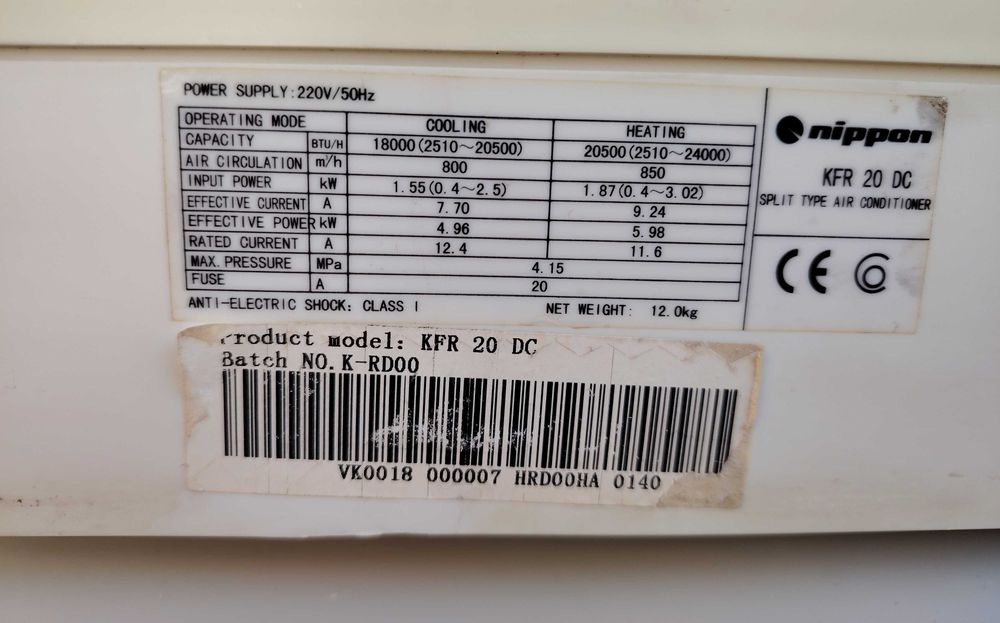 POWER SUPPLY:220V/50Hz
OPERATING MODE COOLING HEATING
CAPACITY BTU/H 18000(2510~20500) 20500(2510~24000)
AIR CIRCULATION m³/h 800 850
INPUT POWER kW 1.55(0.4~2.5) 1.87(0.4~3.02)
EFFECTIVE CURRENT A 7.70 9.24
EFFECTIVE POWER kW 4.96 5.98
RATED CURRENT A 12.4 11.6
MAX. PRESSURE MPa 4.15
FUSE A 20
ANTI-ELECTRIC SHOCK: CLASS I NET WEIGHT: 12.0kg
nippon
KFR 20 DC
SPLIT TYPE AIR CONDITIONER
CE
Product model: KFR 20 DC
Batch NO.K-RD00
VK0018 000007 HRD00HA 0140